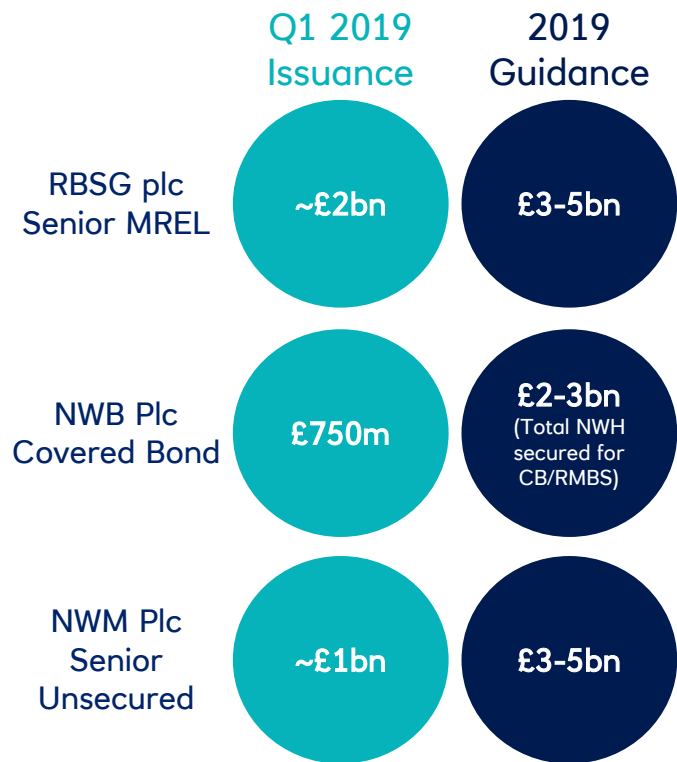 Q1 2019
Issuance
2019
Guidance
RBSG plc
Senior MREL
~£2bn
£3-5bn
NWB Plc
Covered Bond
£750m
£2-3bn
(Total NWH
secured for
CB/RMBS)
NWM Plc
Senior
Unsecured
~£1bn
£3-5bn